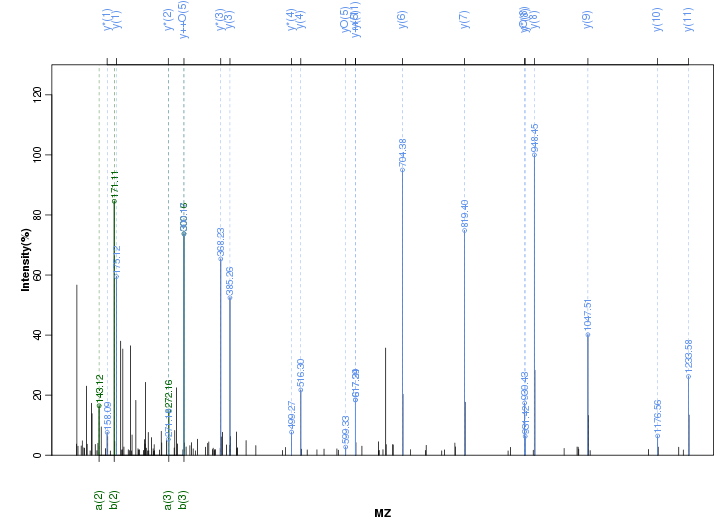 y*(1)
y(1)
y*(2)
y++O(5)
y*(3)
y(3)
y*(4)
y(4)
yO(5)
y(6)
y(7)
y(8)
y(9)
y(10)
y(11)
Intensity(%)
0
20
40
60
80
100
120
143.12
158.09
171.11
175.12
272.16
300.16
368.23
385.26
499.27
516.30
599.33
617.29
704.38
819.40
931.42
930.43
948.45
1047.51
1176.56
1233.58
a(2)
b(2)
a(3)
b(3)
MZ